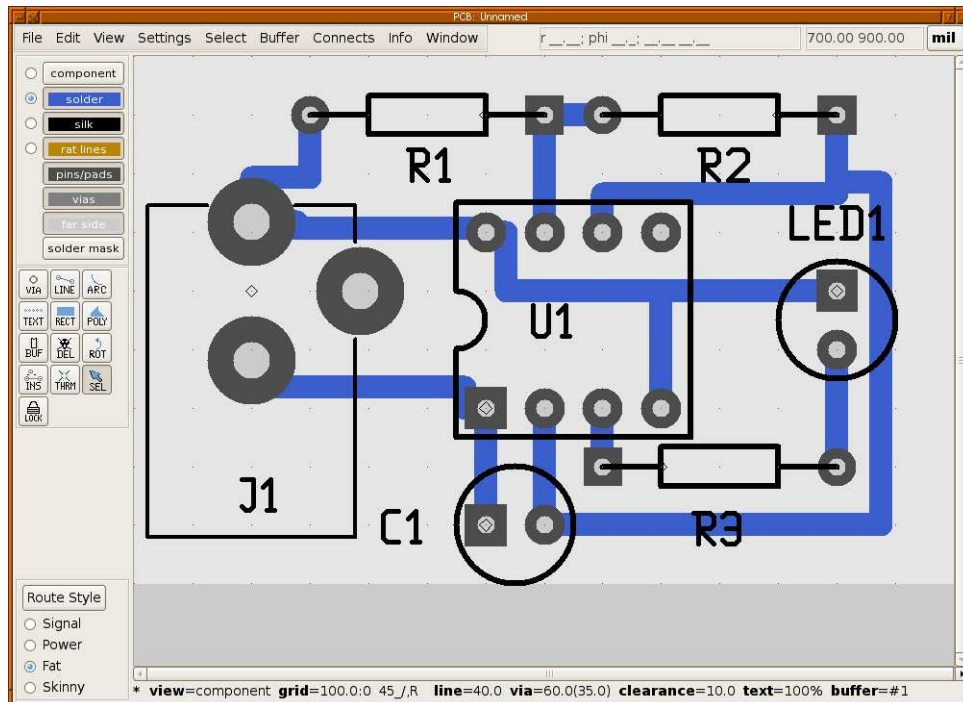 PCB: Unnamed
File Edit View Settings Select Buffer Connects Info Window r __.__; phi __._; __.__ __.__ 700.00 900.00 mil
component
solder
silk
rat lines
pins/pads
vias
far side
solder mask
VIA LINE ARC
TEXT RECT POLY
BUF DEL ROT
INS THRM SEL
LOCK
R1 R2
LED1
U1
J1 C1 R3
Route Style
Signal
Power
Fat
Skinny
* view=component grid=100.0:0 45_/,R line=40.0 via=60.0(35.0) clearance=10.0 text=100% buffer=#1